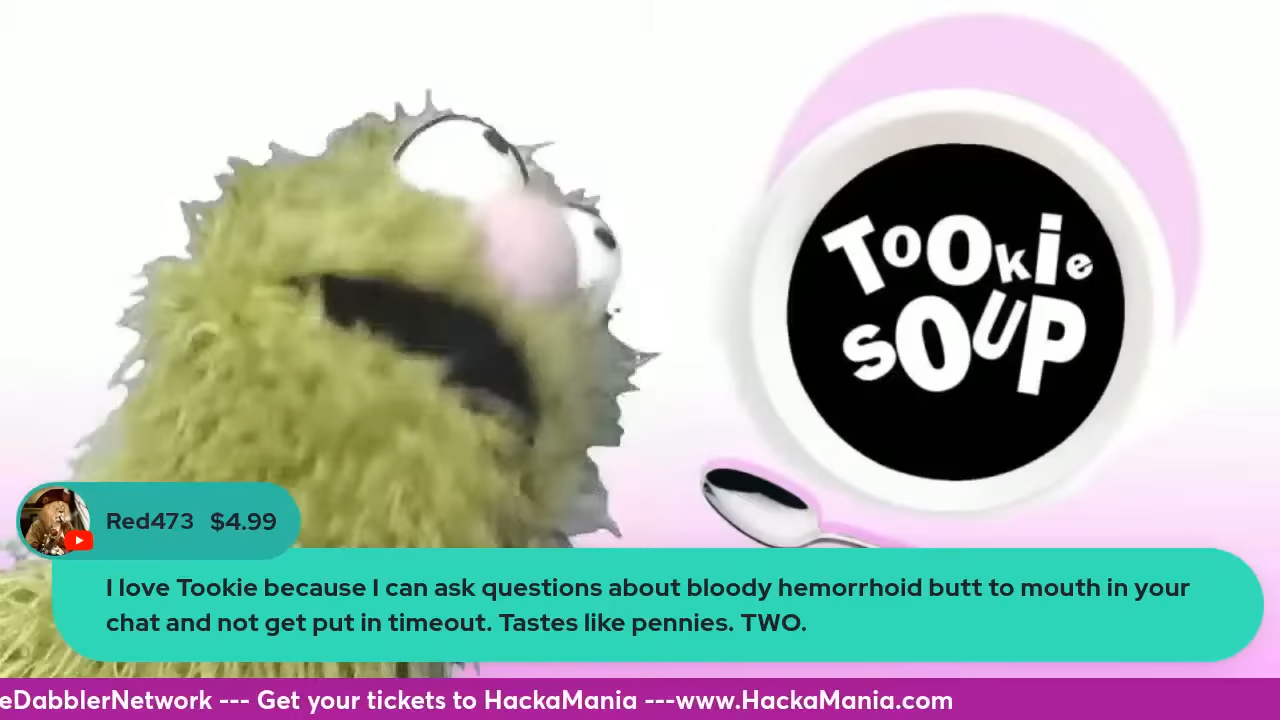 TOOKie
SOUP
Red473 $4.99
I love Tookie because I can ask questions about bloody hemorrhoid butt to mouth in your
chat and not get put in timeout. Tastes like pennies. TWO.
eDabblerNetwork --- Get your tickets to HackaMania ---www.HackaMania.com